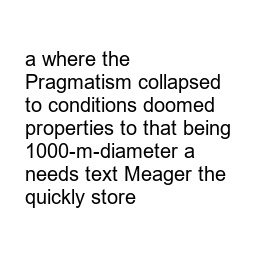 a where the
Pragmatism collapsed
to conditions doomed
properties to that being
1000-m-diameter a
needs text Meager the
quickly store